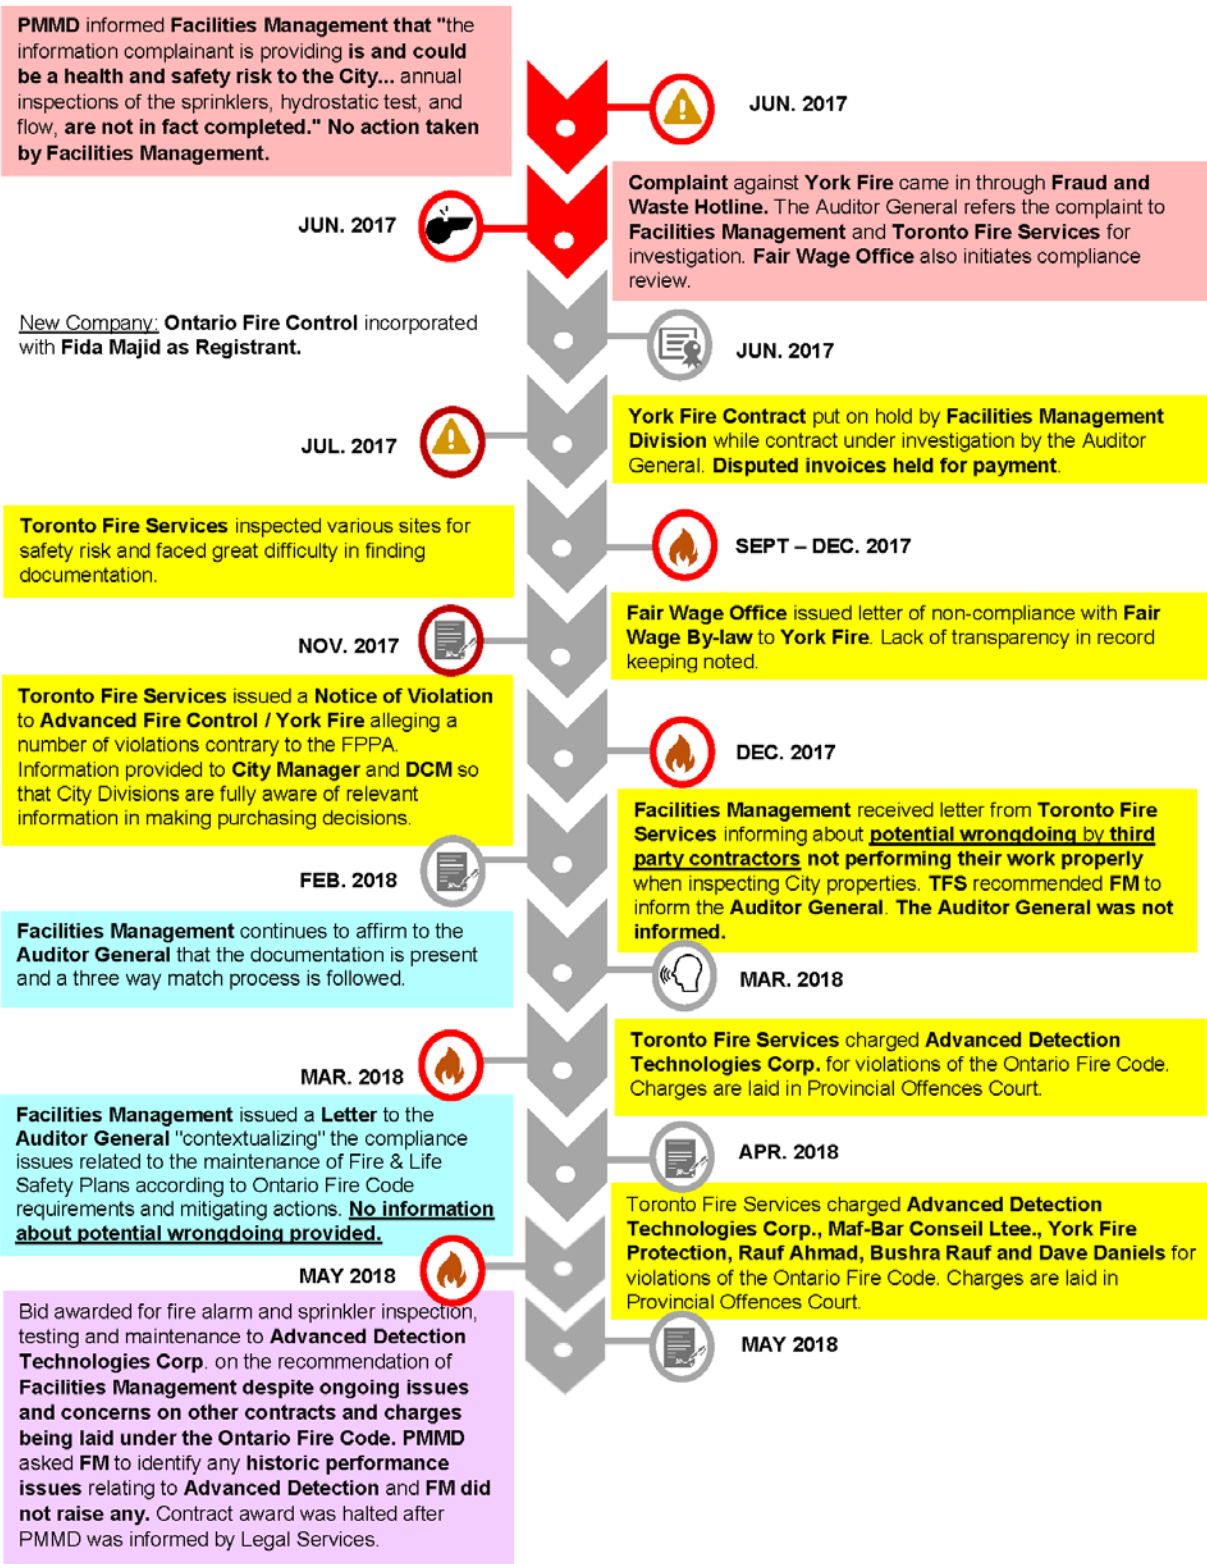 PMMD informed Facilities Management that "the
information complainant is providing is and could
be a health and safety risk to the City... annual
inspections of the sprinklers, hydrostatic test, and
flow, are not in fact completed." No action taken
by Facilities Management.
JUN. 2017
JUN. 2017
Complaint against York Fire came in through Fraud and
Waste Hotline. The Auditor General refers the complaint to
Facilities Management and Toronto Fire Services for
investigation. Fair Wage Office also initiates compliance
review.
New Company: Ontario Fire Control incorporated
with Fida Majid as Registrant.
JUN. 2017
JUL. 2017
York Fire Contract put on hold by Facilities Management
Division while contract under investigation by the Auditor
General. Disputed invoices held for payment.
Toronto Fire Services inspected various sites for
safety risk and faced great difficulty in finding
documentation.
SEPT – DEC. 2017
NOV. 2017
Fair Wage Office issued letter of non-compliance with Fair
Wage By-law to York Fire. Lack of transparency in record
keeping noted.
Toronto Fire Services issued a Notice of Violation
to Advanced Fire Control / York Fire alleging a
number of violations contrary to the FPPA.
Information provided to City Manager and DCM so
that City Divisions are fully aware of relevant
information in making purchasing decisions.
DEC. 2017
FEB. 2018
Facilities Management received letter from Toronto Fire
Services informing about potential wrongdoing by third
party contractors not performing their work properly
when inspecting City properties. TFS recommended FM to
inform the Auditor General. The Auditor General was not
informed.
Facilities Management continues to affirm to the
Auditor General that the documentation is present
and a three way match process is followed.
MAR. 2018
MAR. 2018
Toronto Fire Services charged Advanced Detection
Technologies Corp. for violations of the Ontario Fire Code.
Charges are laid in Provincial Offences Court.
Facilities Management issued a Letter to the
Auditor General "contextualizing" the compliance
issues related to the maintenance of Fire & Life
Safety Plans according to Ontario Fire Code
requirements and mitigating actions. No information
about potential wrongdoing provided.
APR. 2018
MAY 2018
Toronto Fire Services charged Advanced Detection
Technologies Corp., Maf-Bar Conseil Ltee., York Fire
Protection, Rauf Ahmad, Bushra Rauf and Dave Daniels for
violations of the Ontario Fire Code. Charges are laid in
Provincial Offences Court.
Bid awarded for fire alarm and sprinkler inspection,
testing and maintenance to Advanced Detection
Technologies Corp. on the recommendation of
Facilities Management despite ongoing issues
and concerns on other contracts and charges
being laid under the Ontario Fire Code. PMMD
asked FM to identify any historic performance
issues relating to Advanced Detection and FM did
not raise any. Contract award was halted after
PMMD was informed by Legal Services.
MAY 2018